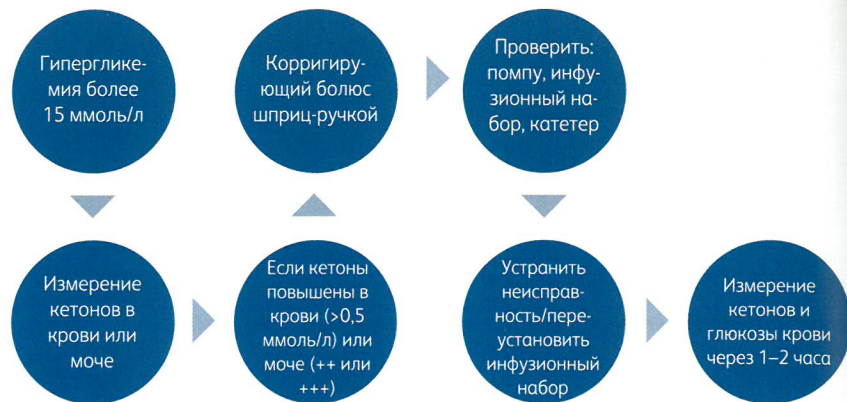 Гипергликe-
мия более
15 ммоль/л
Измерение
кетонов в
крови или
моче
Если кетоны
повышены в
крови (>0,5
ммоль/л) или
моче (++ или
+++)
Корригиру-
ющий болюс
шприц-ручкой
Проверить:
помпу, инфу-
зионный на-
бор, катетер
Устранить
неисправ-
ность/пере-
установить
инфузионный
набор
Измерение
кетонов и
глюкозы крови
через 1–2 часа